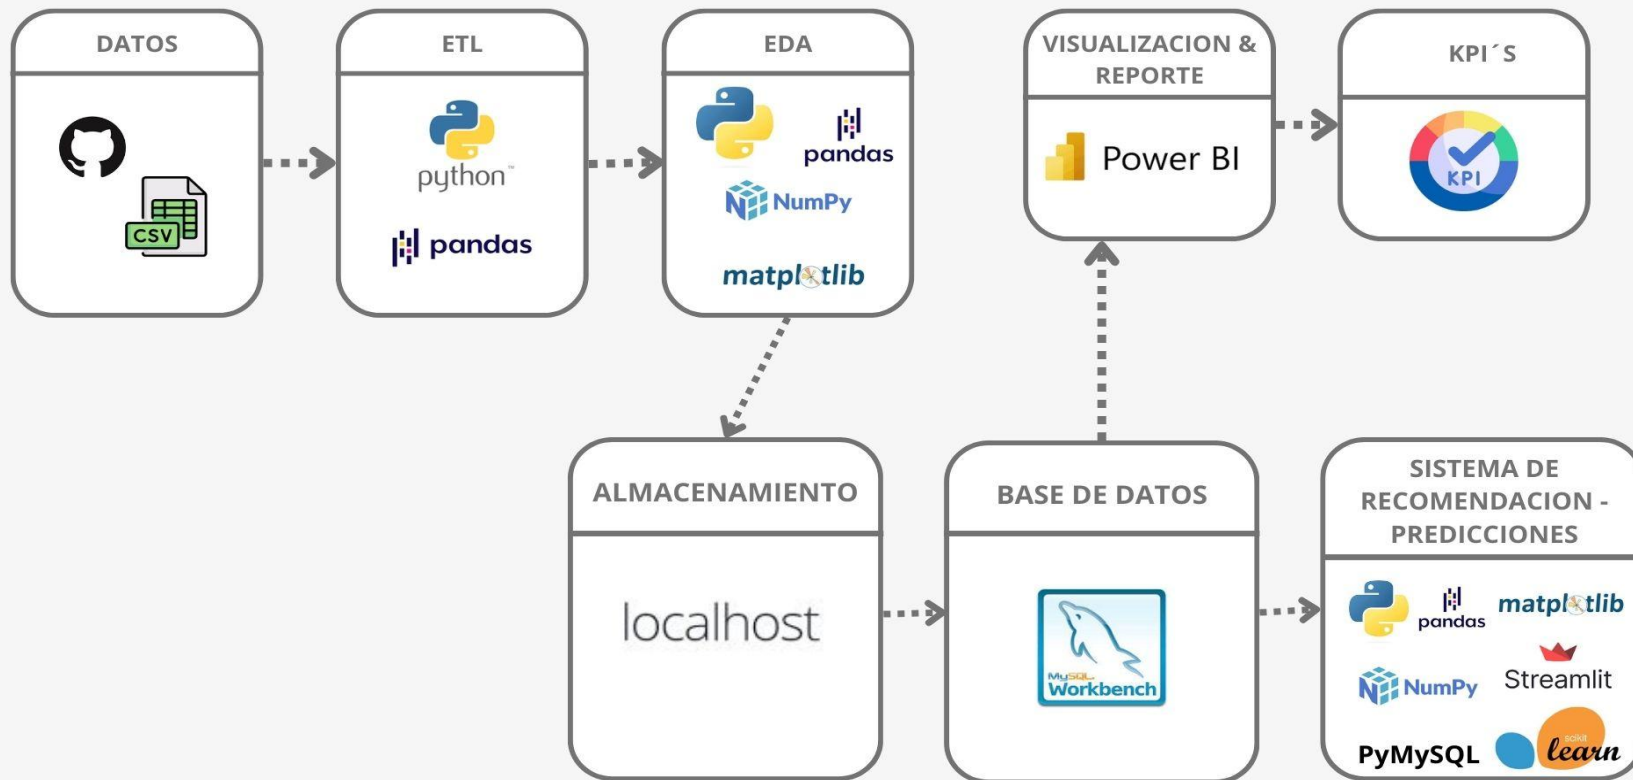 DATOS
CSV
ETL
python™
pandas
EDA
pandas
NumPy
matplotlib
VISUALIZACION &
REPORTE
Power BI
KPI´S
KPI
ALMACENAMIENTO
localhost
BASE DE DATOS
MySQL
Workbench
SISTEMA DE
RECOMENDACION -
PREDICCIONES
pandas
matplotlib
NumPy
Streamlit
PyMySQL
scikit
learn